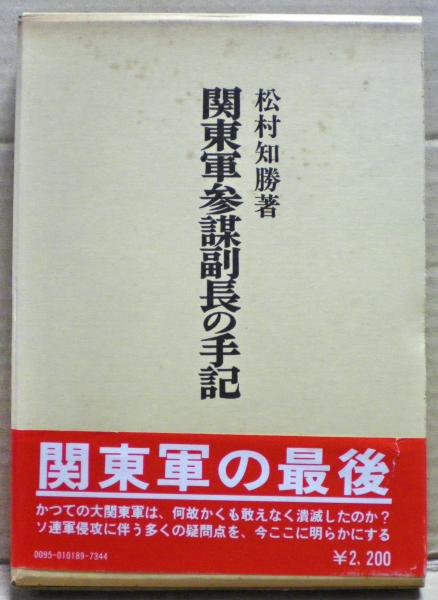 松村知勝著
関東軍参謀副長の手記
関東軍の最後
かつての大関東軍は、何故かくも敢えなく潰滅したのか?
ソ連軍侵攻に伴う多くの疑問点を、今ここに明らかにする
0095-010189-7344
¥2,200